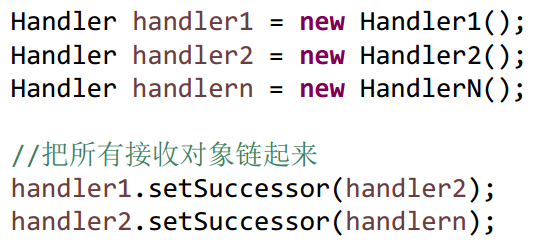 Handler handler1 = new Handler1();
Handler handler2 = new Handler2();
Handler handlern = new HandlerN();
//把所有接收对象链起来
handler1.setSuccessor(handler2);
handler2.setSuccessor(handlern);